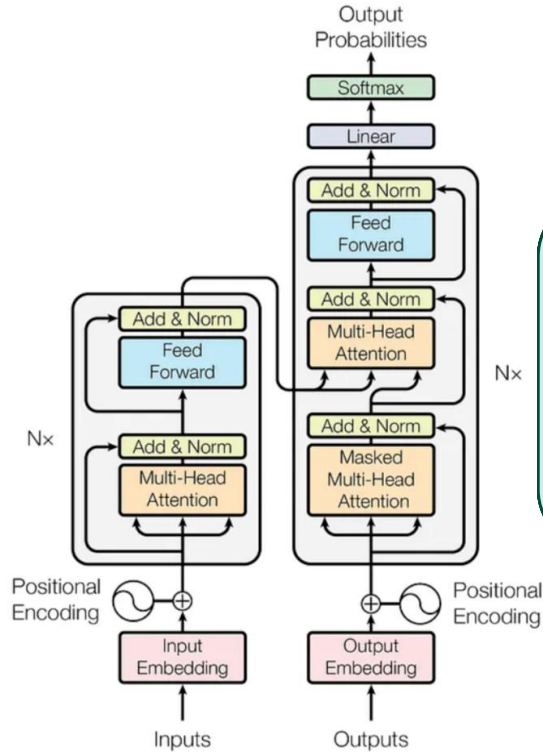 Output
Probabilities
Softmax
Linear
Add & Norm
Feed
Forward
Add & Norm
Multi-Head
Attention
Add & Norm
Masked
Multi-Head
Attention
Nx
Add & Norm
Feed
Forward
Nx
Add & Norm
Multi-Head
Attention
Positional
Encoding
Positional
Encoding
Input
Embedding
Output
Embedding
Inputs
Outputs